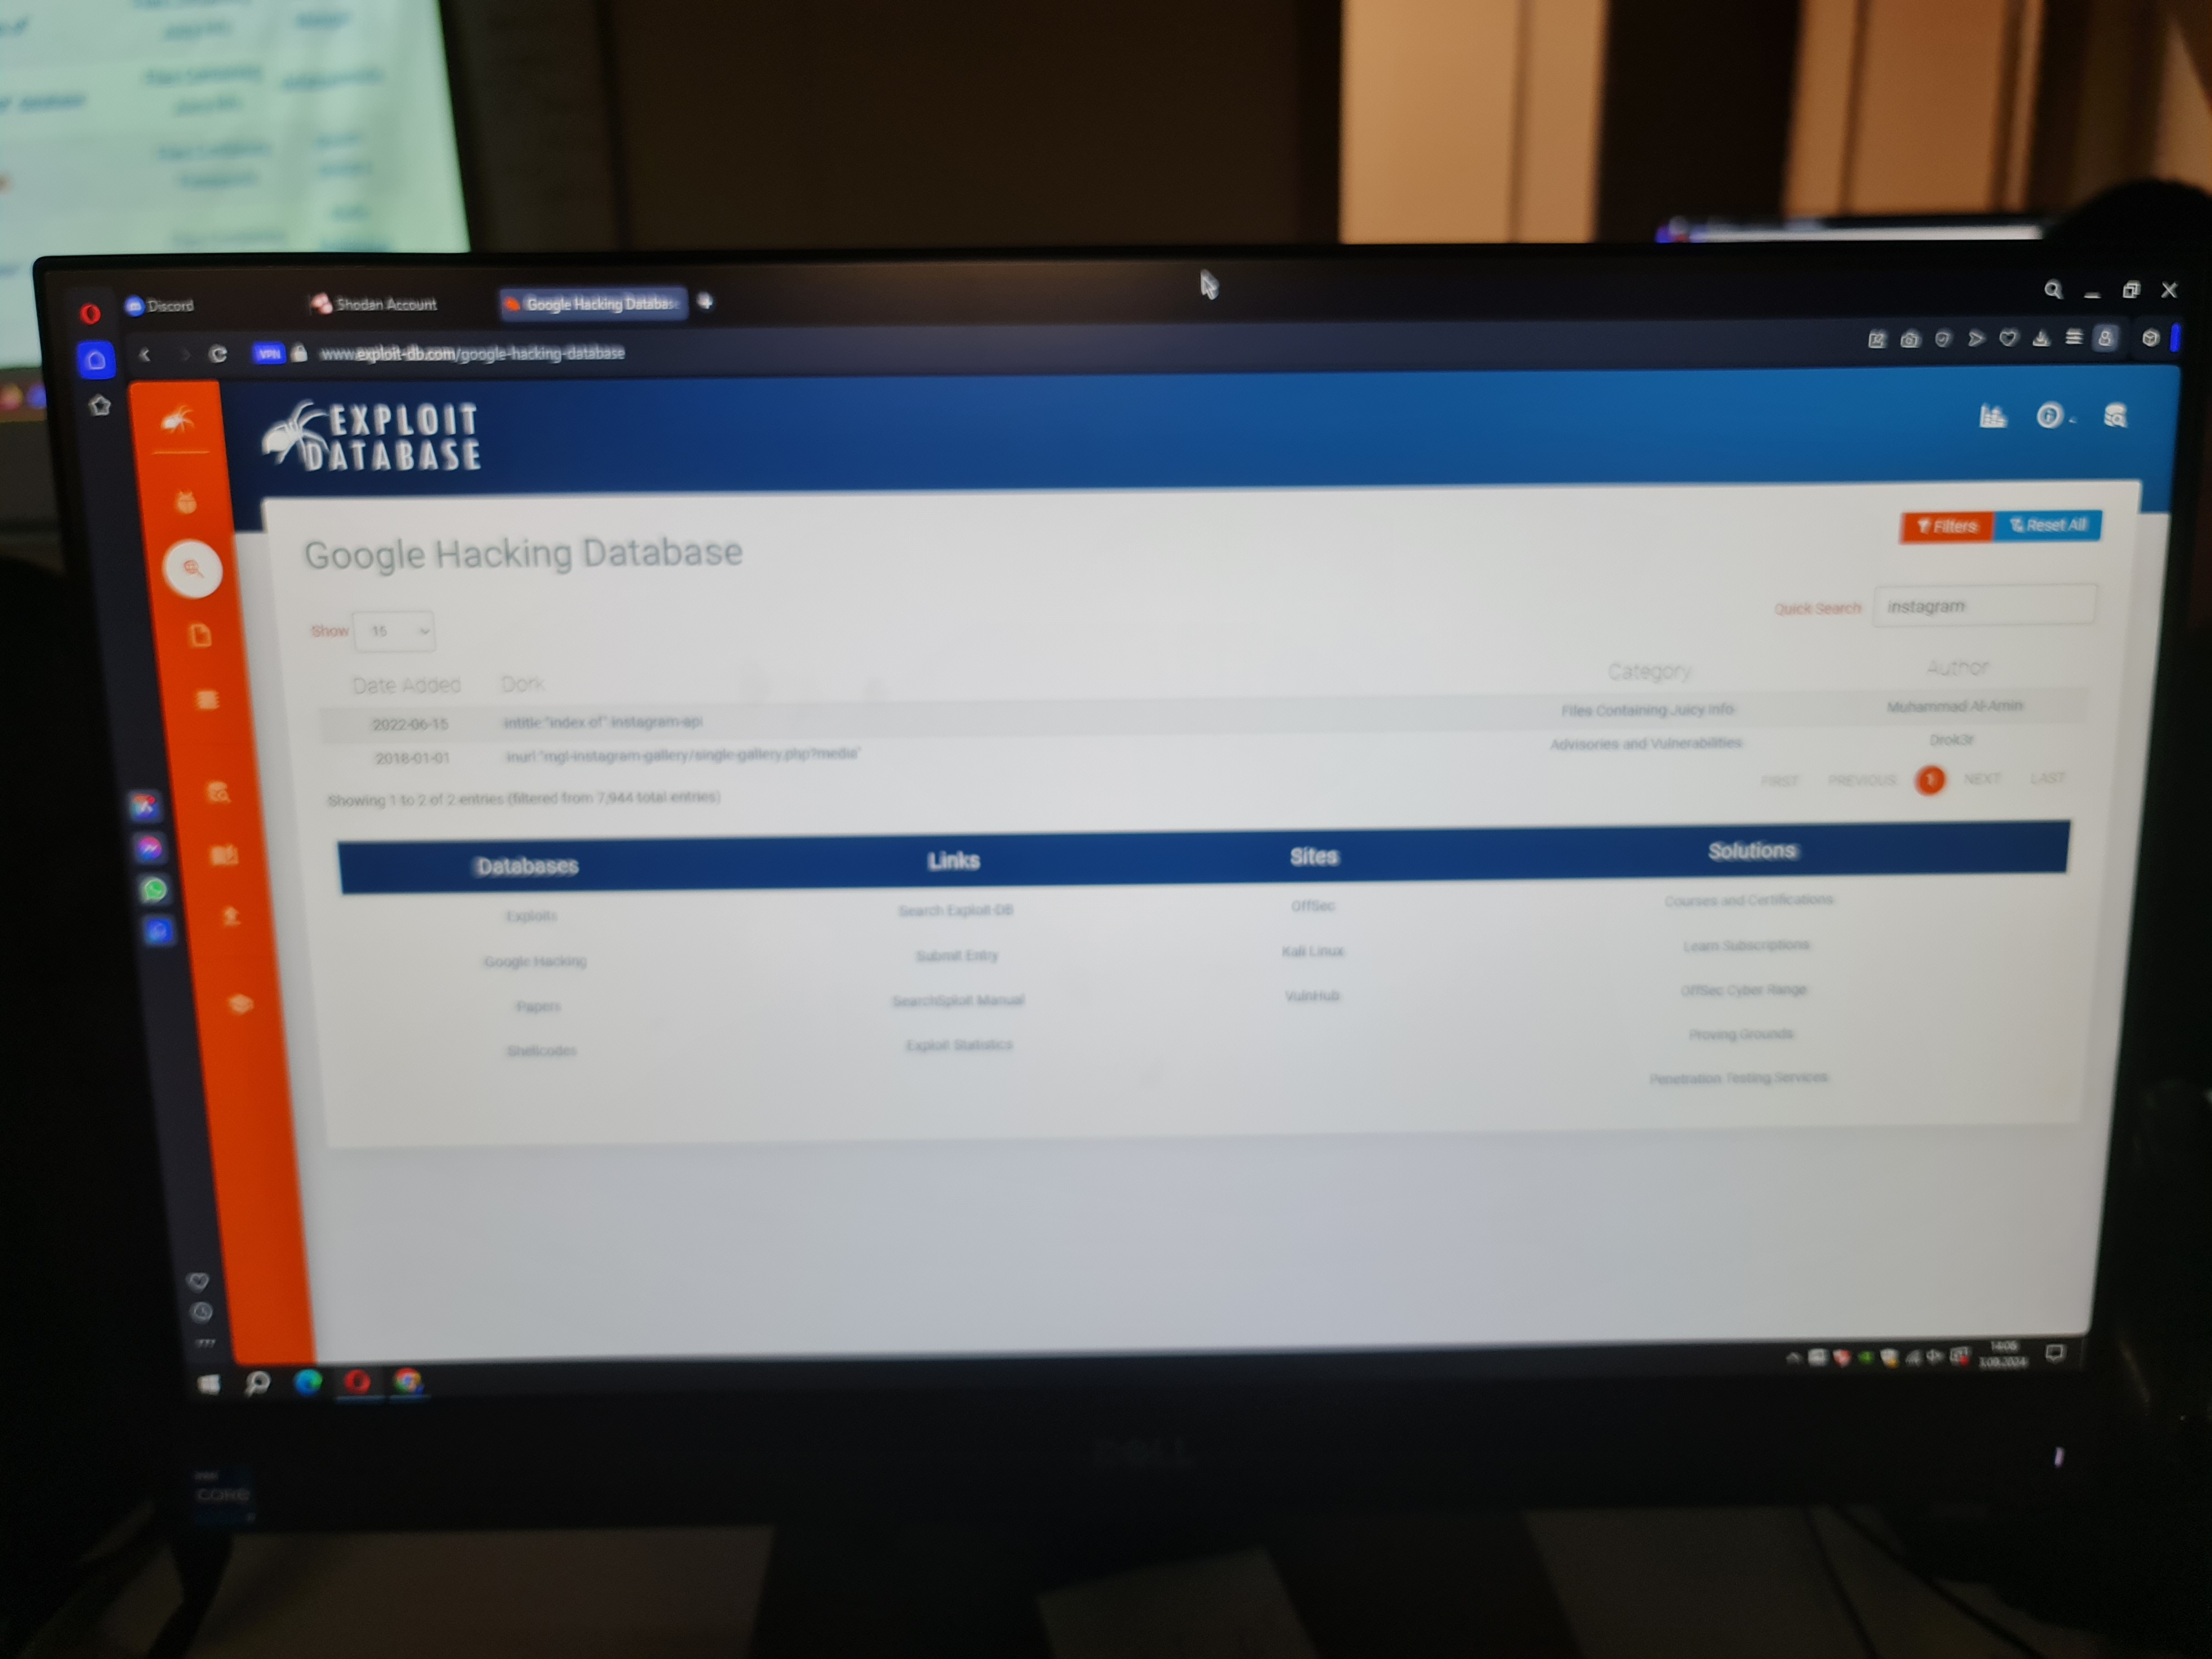 Discord
Shodan Account
Google Hacking Databas
VPN
www.exploit-db.com/google-hacking-database
EXPLOIT
DATABASE
Google Hacking Database
Filters
Reset All
Show
15
Quick Search
instagram
Date Added
Dork
Category
Author
2022-06-15
intitle:"index of" instagram-api
Files Containing Juicy Info
Muhammad Al-Amin
2018-01-01
inurl:"mgl-instagram-gallery/single-gallery.php?media"
Advisories and Vulnerabilities
Drok3r
Showing 1 to 2 of 2 entries (filtered from 7,944 total entries)
FIRST
PREVIOUS
1
NEXT
LAST
Databases
Links
Sites
Solutions
Exploits
Search Exploit-DB
OffSec
Courses and Certifications
Google Hacking
Submit Entry
Kali Linux
Learn Subscriptions
Papers
SearchSploit Manual
VulnHub
OffSec Cyber Range
Shellcodes
Exploit Statistics
Proving Grounds
Penetration Testing Services
DELL
CORE